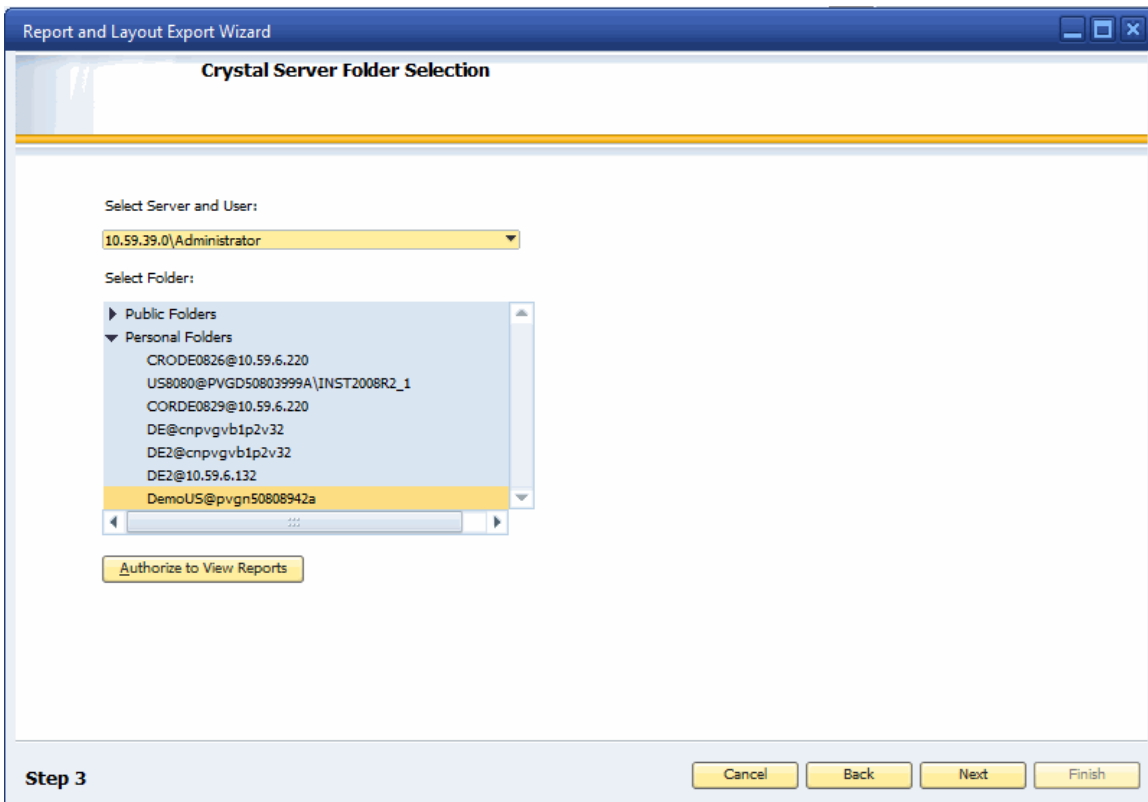 Report and Layout Export Wizard
Crystal Server Folder Selection
Select Server and User:
10.59.39.0\Administrator
Select Folder:
Public Folders
Personal Folders
CRODE0826@10.59.6.220
US8080@PVGD50803999A\INST2008R2_1
CORDE0829@10.59.6.220
DE@cnpvgvb1p2v32
DE2@cnpvgvb1p2v32
DE2@10.59.6.132
DemoUS@pvgn50808942a
Authorize to View Reports
Step 3 Cancel Back Next Finish